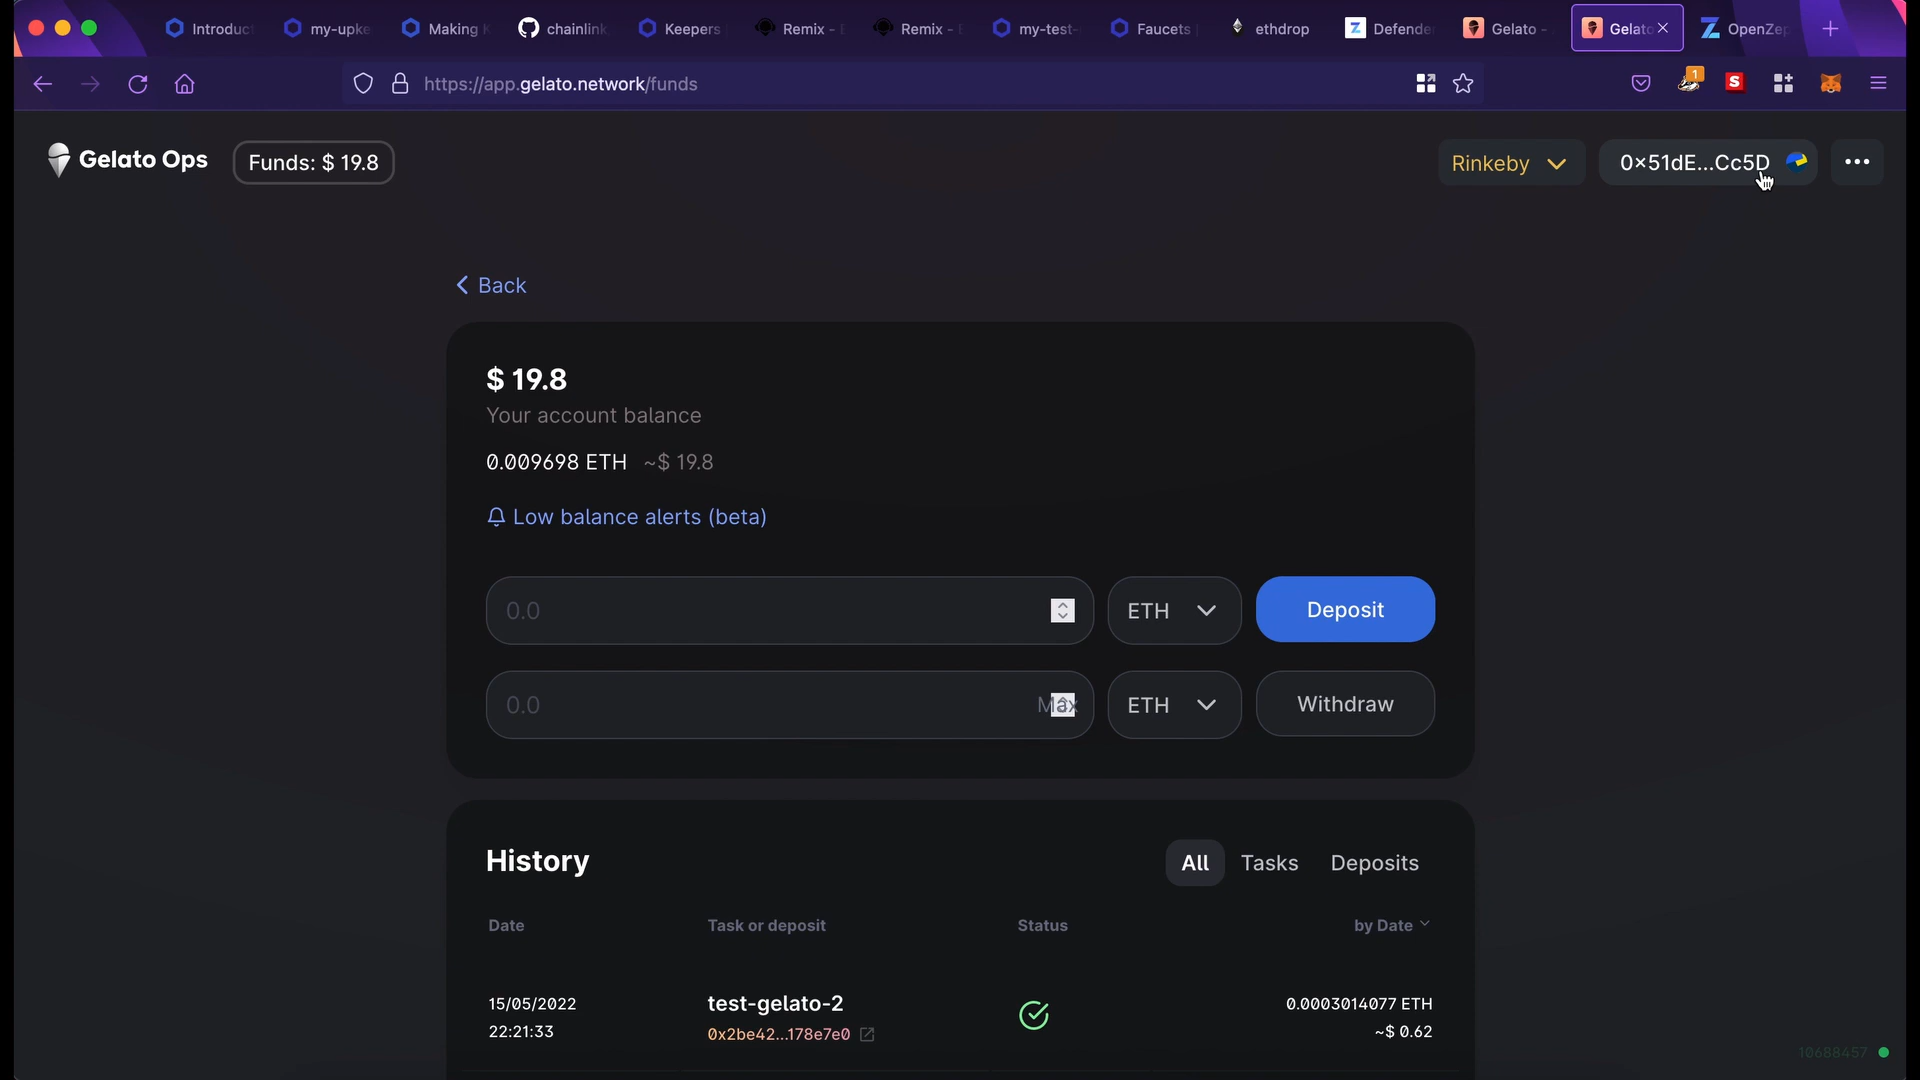 Introduc my-upke Making chainlink Keepers Remix - Remix - my-test- Faucets ethdrop Defende Gelato - Gelato OpenZep
https://app.gelato.network/funds 1 S
Gelato Ops Funds: $ 19.8 Rinkeby 0x51dE...Cc5D
Back
$ 19.8
Your account balance
0.009698 ETH ~$ 19.8
Low balance alerts (beta)
0.0 ETH Deposit
0.0 Max ETH Withdraw
History All Tasks Deposits
Date Task or deposit Status by Date
15/05/2022 test-gelato-2 0.0003014077 ETH
22:21:33 0x2be42...178e7e0 ~$ 0.62
10688457